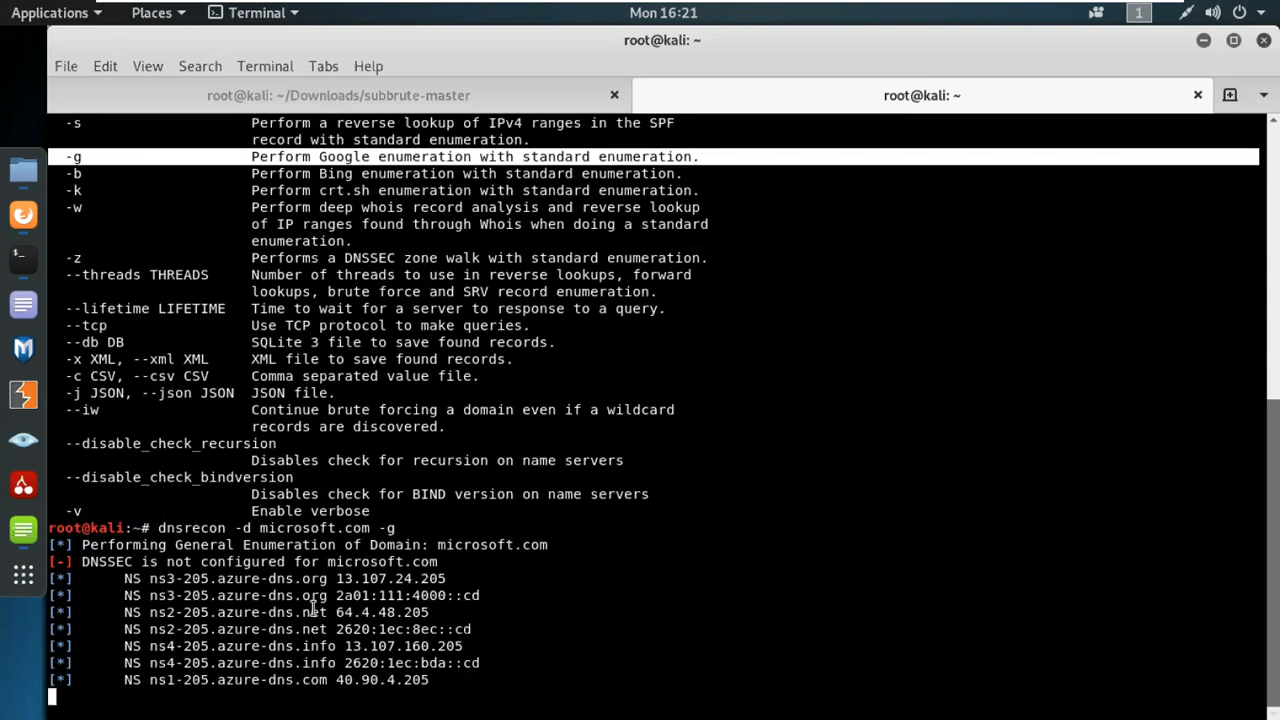 Applications Places Terminal Mon 16:21 1
root@kali: ~
File Edit View Search Terminal Tabs Help
root@kali: ~/Downloads/subbrute-master root@kali: ~
-s Perform a reverse lookup of IPv4 ranges in the SPF
record with standard enumeration.
-g Perform Google enumeration with standard enumeration.
-b Perform Bing enumeration with standard enumeration.
-k Perform crt.sh enumeration with standard enumeration.
-w Perform deep whois record analysis and reverse lookup
of IP ranges found through Whois when doing a standard
enumeration.
-z Performs a DNSSEC zone walk with standard enumeration.
--threads THREADS Number of threads to use in reverse lookups, forward
lookups, brute force and SRV record enumeration.
--lifetime LIFETIME Time to wait for a server to response to a query.
--tcp Use TCP protocol to make queries.
--db DB SQLite 3 file to save found records.
-x XML, --xml XML XML file to save found records.
-c CSV, --csv CSV Comma separated value file.
-j JSON, --json JSON JSON file.
--iw Continue brute forcing a domain even if a wildcard
records are discovered.
--disable_check_recursion
Disables check for recursion on name servers
--disable_check_bindversion
Disables check for BIND version on name servers
-v Enable verbose
root@kali:~# dnsrecon -d microsoft.com -g
[*] Performing General Enumeration of Domain: microsoft.com
[-] DNSSEC is not configured for microsoft.com
[*] NS ns3-205.azure-dns.org 13.107.24.205
[*] NS ns3-205.azure-dns.org 2a01:111:4000::cd
[*] NS ns2-205.azure-dns.net 64.4.48.205
[*] NS ns2-205.azure-dns.net 2620:1ec:8ec::cd
[*] NS ns4-205.azure-dns.info 13.107.160.205
[*] NS ns4-205.azure-dns.info 2620:1ec:bda::cd
[*] NS ns1-205.azure-dns.com 40.90.4.205